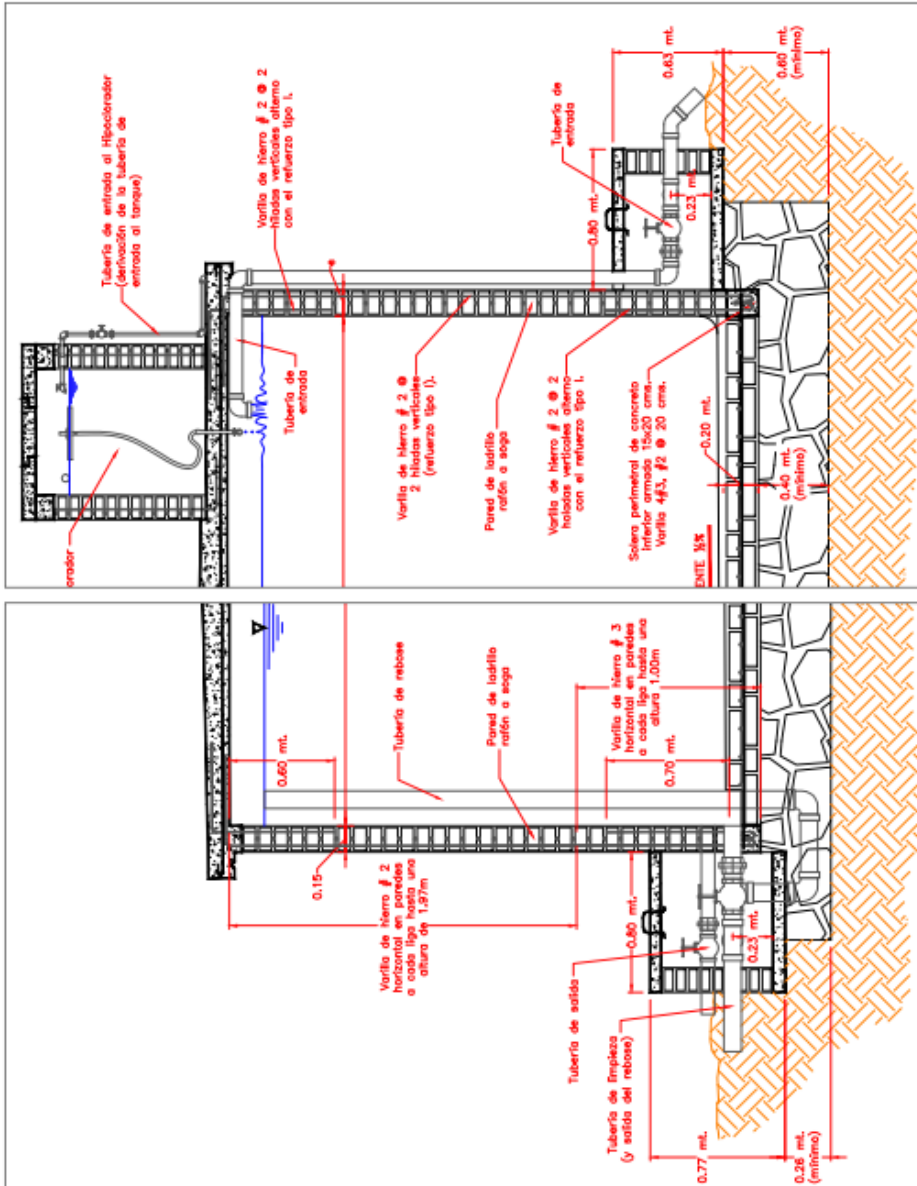 Tubería de entrada al Hipoclorador
(derivación de la tubería de
entrada al tanque)
orador
Varilla de hierro # 2 @ 2
hiladas verticales alterno
con el refuerzo tipo I.
e
Tubería de
entrada
0.63 mt.
0.60 mt.
(mínimo)
0.80 mt.
mt.
0.23
Tubería de
entrada
Varilla de hierro # 2 @
2 hiladas verticales
(refuerzo tipo I).
Pared de ladrillo
rafón a soga
Varilla de hierro # 2 @ 2
holadas verticales alterno
con el refuerzo tipo I.
Solera perimetral de concreto
inferior armada 15x20 cms.
Varilla 4#3, #2 @ 20 cms.
0.20 mt.
0.40 mt.
(mínimo)
ENTE ½%
0.60 mt.
Tubería de rebose
Pared de ladrillo
rafón a soga
Varilla de hierro # 3
horizontal en paredes
a cada liga hasta una
altura 1.00m
0.70 mt.
0.15
Varilla de hierro # 2
horizontal en paredes
a cada liga hasta una
altura de 1.97m
0.80 mt.
0.23 mt.
Tubería de salida
Tubería de limpieza
(y salida del rebose)
0.77 mt.
0.26 mt.
(mínimo)